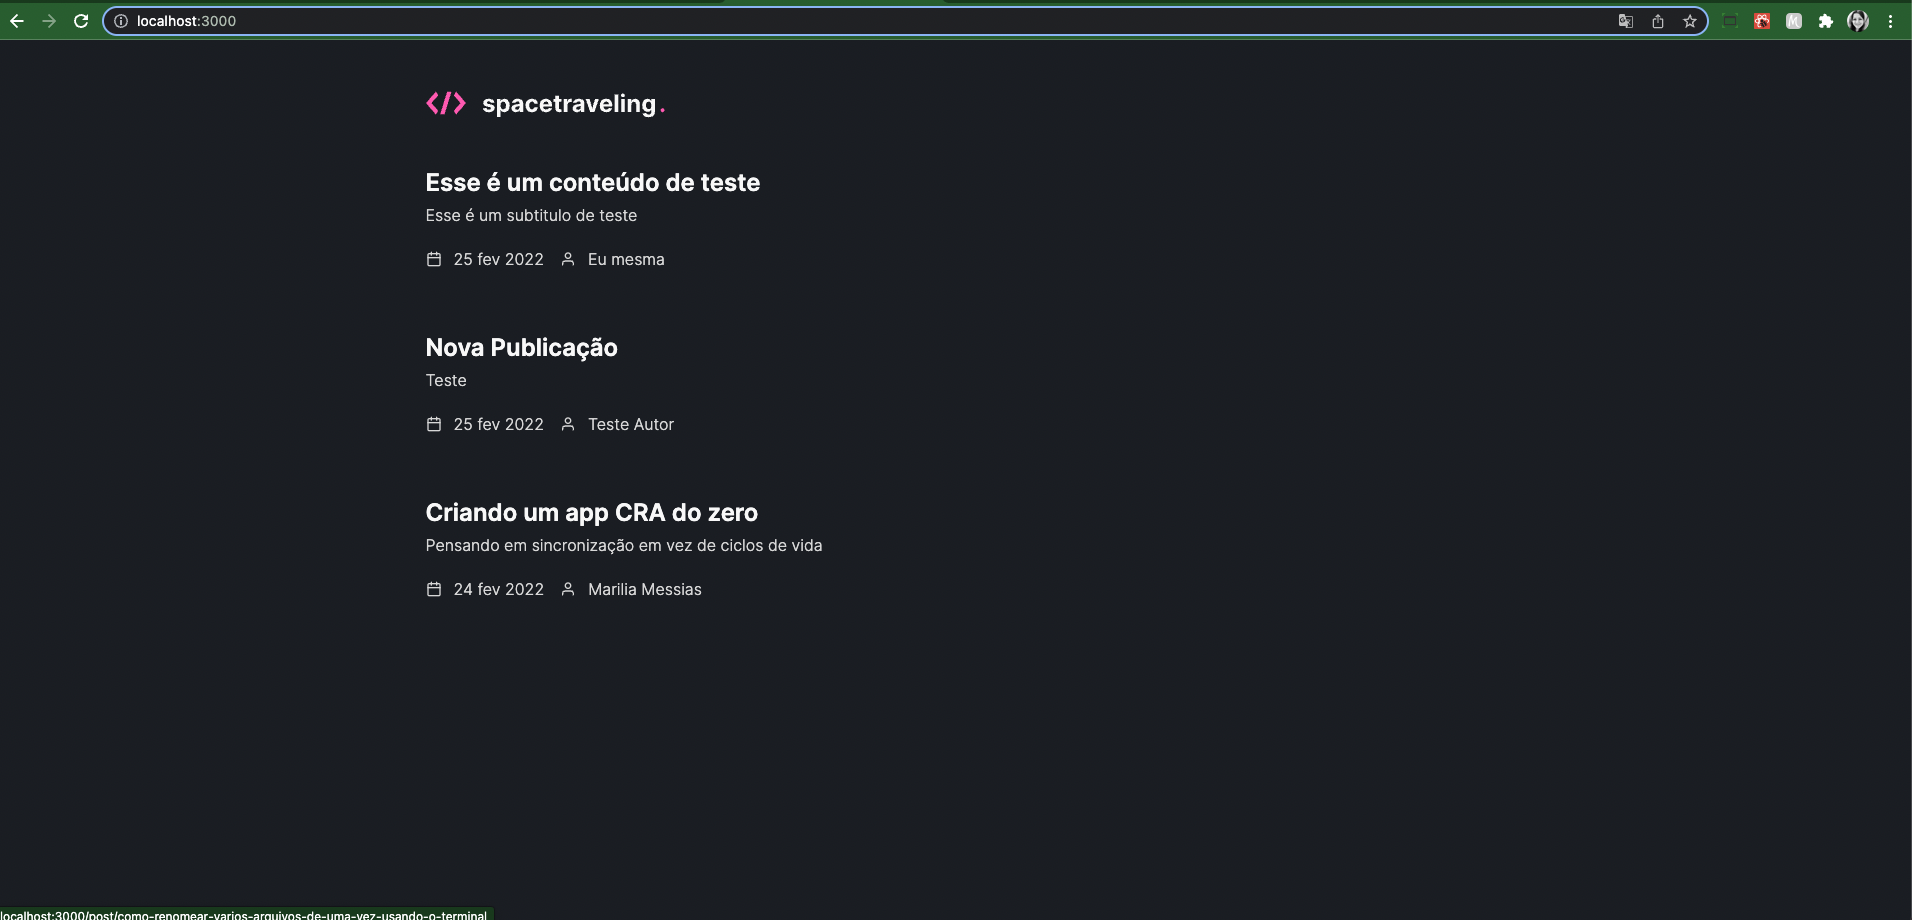 localhost:3000
</> spacetraveling.
Esse é um conteúdo de teste
Esse é um subtitulo de teste
25 fev 2022 Eu mesma
Nova Publicação
Teste
25 fev 2022 Teste Autor
Criando um app CRA do zero
Pensando em sincronização em vez de ciclos de vida
24 fev 2022 Marilia Messias
localhost:3000/post/como-renomear-varios-arquivos-de-uma-vez-usando-o-terminal